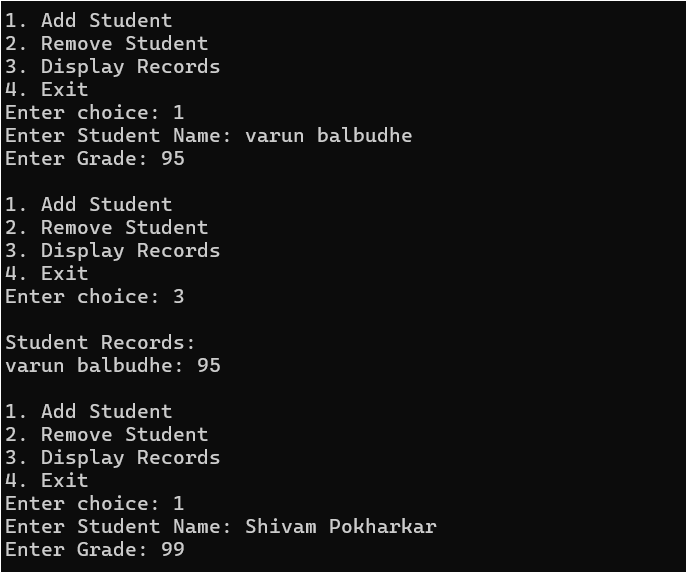 1. Add Student
2. Remove Student
3. Display Records
4. Exit
Enter choice: 1
Enter Student Name: varun balbudhe
Enter Grade: 95
1. Add Student
2. Remove Student
3. Display Records
4. Exit
Enter choice: 3
Student Records:
varun balbudhe: 95
1. Add Student
2. Remove Student
3. Display Records
4. Exit
Enter choice: 1
Enter Student Name: Shivam Pokharkar
Enter Grade: 99